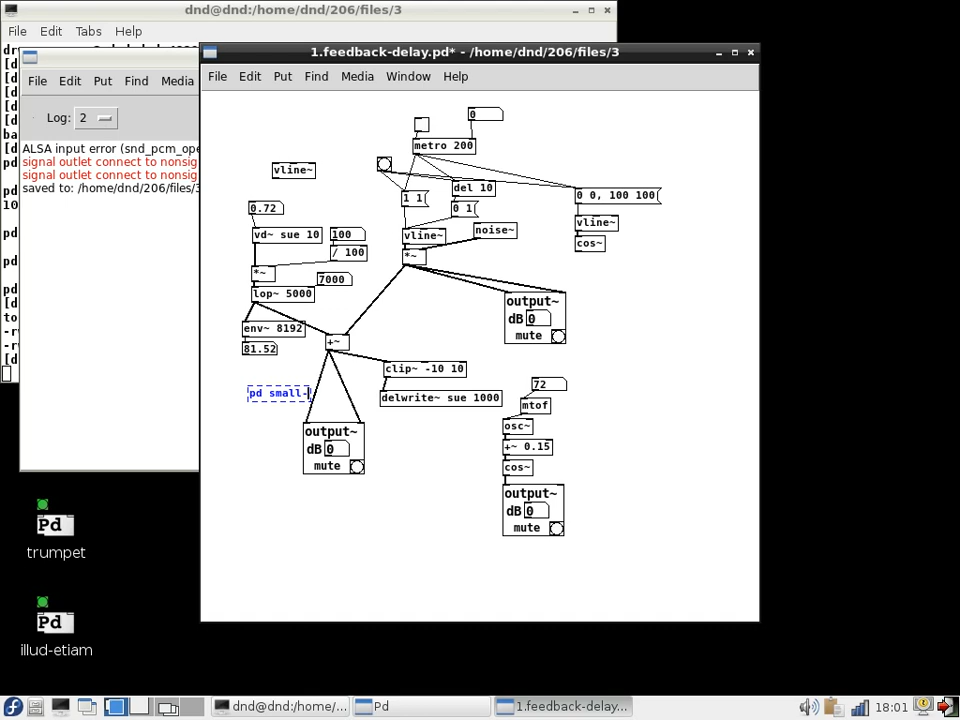 dnd@dnd:/home/dnd/206/files/3
File Edit Tabs Help
1.feedback-delay.pd* - /home/dnd/206/files/3
File Edit Put Find Media Window Help
File Edit Put Find Media
Log: 2
ALSA input error (snd_pcm_ope
signal outlet connect to nonsig
signal outlet connect to nonsig
saved to: /home/dnd/206/files/3
0
metro 200
vline~
del 10
0 0, 100 100
1 1
0 1
0.72
vline~
noise~
vline~
vd~ sue 10
100
cos~
/ 100
*~
*~
7000
lop~ 5000
output~
dB 0
mute
env~ 8192
81.52
+~
clip~ -10 10
delwrite~ sue 1000
pd small-
72
mtof
osc~
+~ 0.15
cos~
output~
dB 0
mute
output~
dB 0
mute
Pd
trumpet
Pd
illud-etiam
dnd@dnd:/home/...
Pd
1.feedback-delay...
18:01